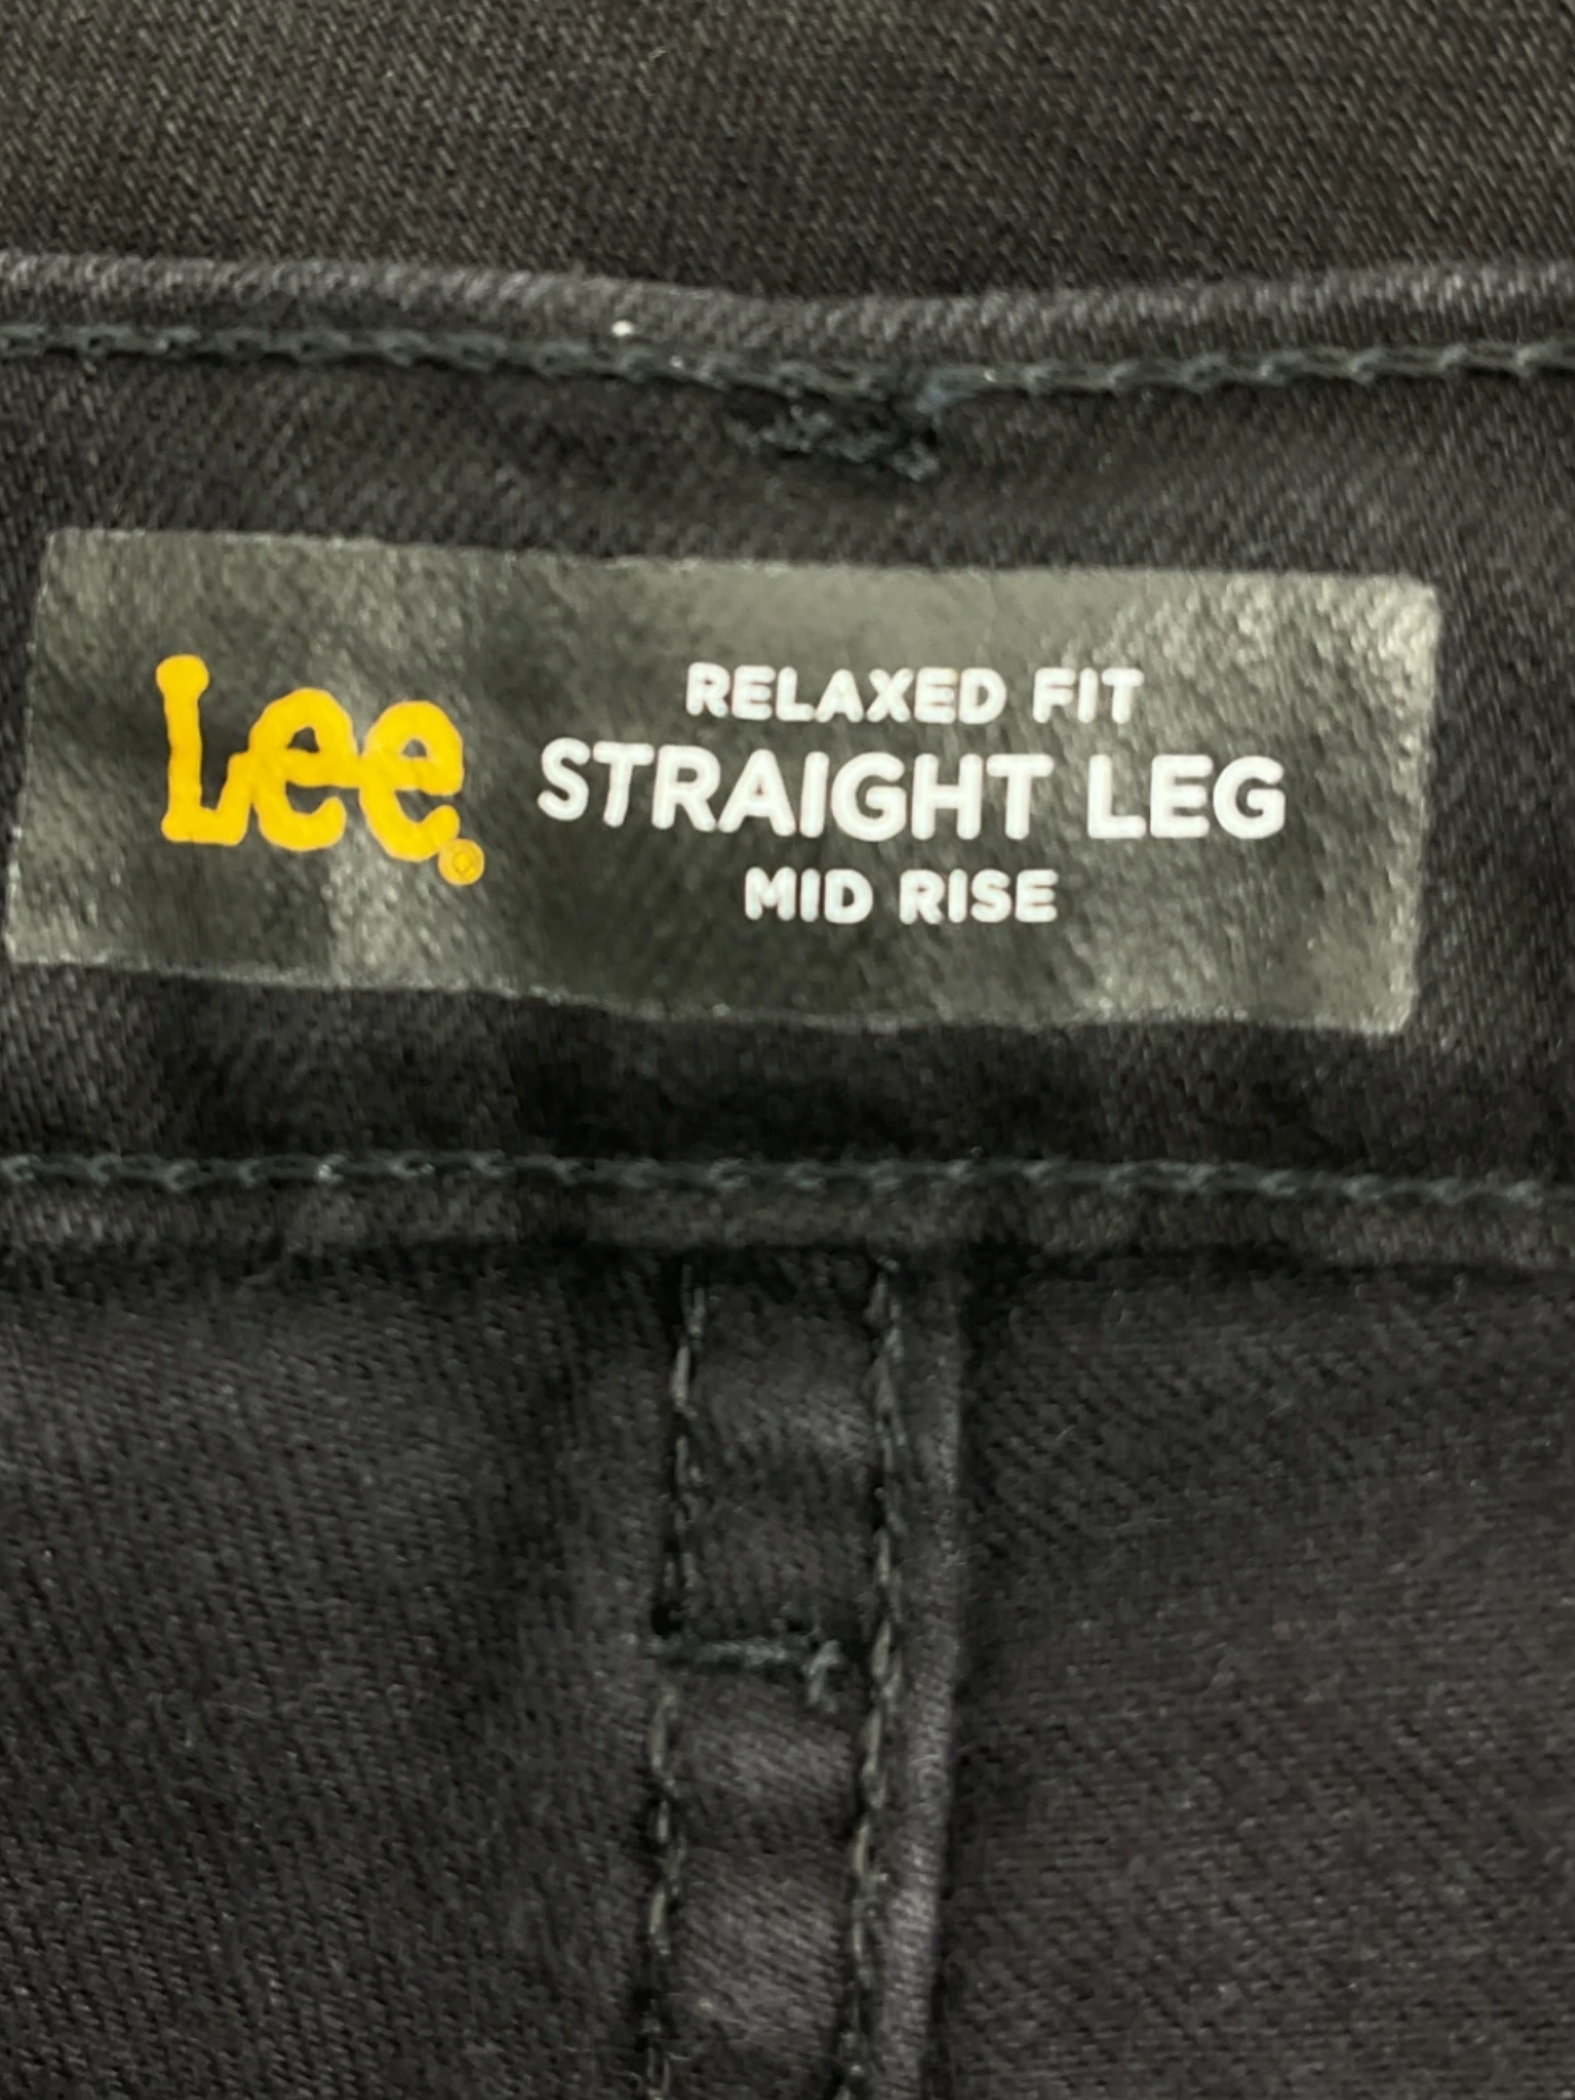 Lee®
RELAXED FIT
STRAIGHT LEG
MID RISE